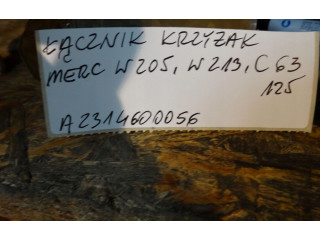 ŁĄCZNIK KRZYŻAK
MERC W205, W213, C63
125
A2314600056